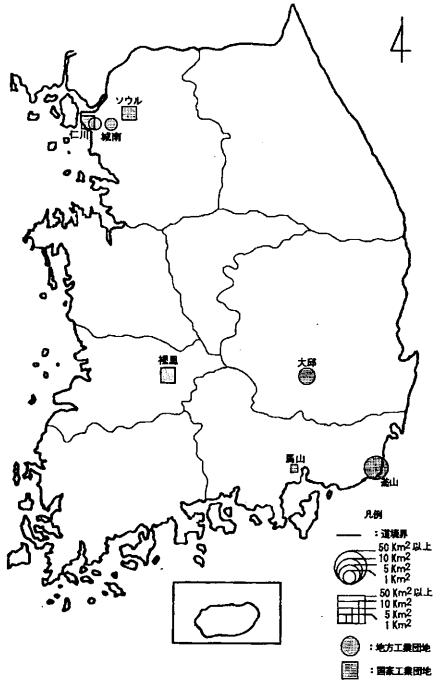 ソウル
仁川
城南
裡里
大邱
馬山
釜山
凡例
:道境界
50 Km² 以上
10 Km²
5 Km²
1 Km²
50 Km² 以上
10 Km²
5 Km²
1 Km²
:地方工業団地
:国家工業団地